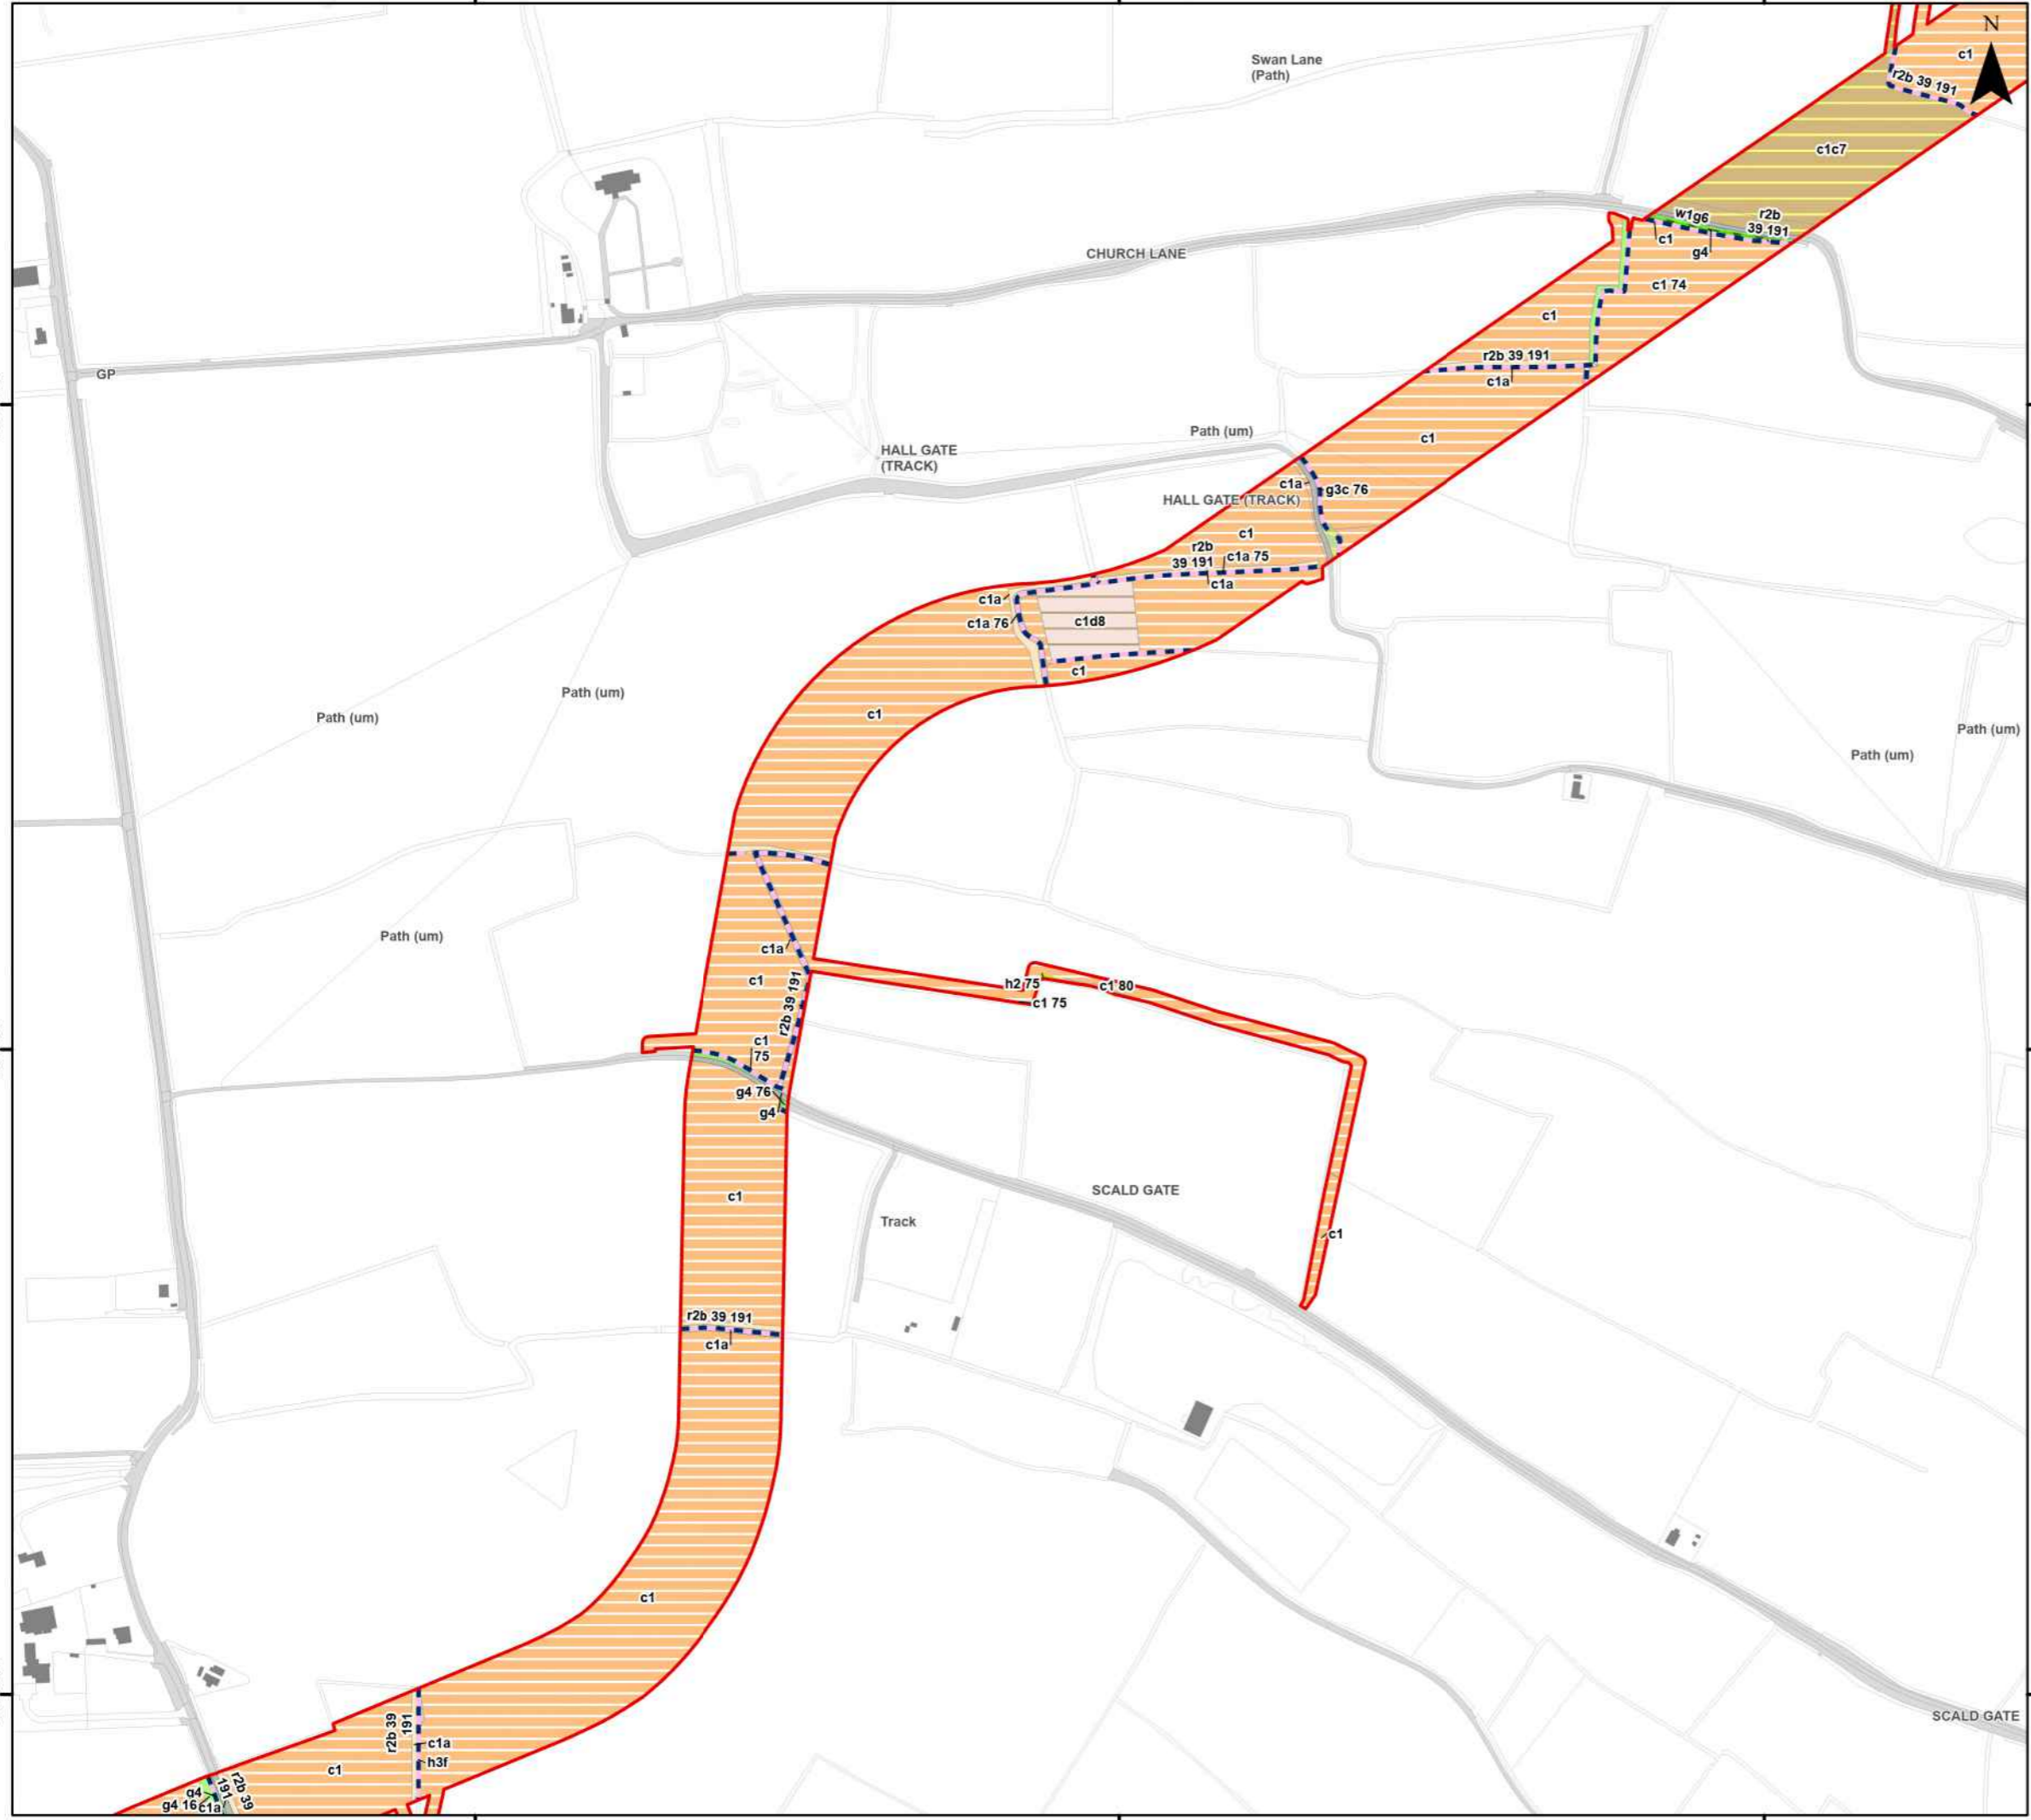 N
Swan Lane
(Path)
c1
r2b 39 191
c1c7
w1g6
r2b
39 191
c1
g4
CHURCH LANE
c1 74
c1
r2b 39 191
c1a
GP
Path (um)
c1
HALL GATE
(TRACK)
c1a
g3c 76
HALL GATE (TRACK)
c1
r2b
39 191
c1a 75
c1a
c1a
c1a 76
c1d8
c1
Path (um)
Path (um)
c1
Path (um)
Path (um)
Path (um)
c1a
c1
r2b 39 191
h2 75
c1 80
c1 75
c1
75
g4 76
g4
c1
SCALD GATE
Track
c1
r2b 39 191
c1a
c1
SCALD GATE
r2b 39
191
c1a
h3f
c1
g4
g4 16
c1a
r2b 39
191